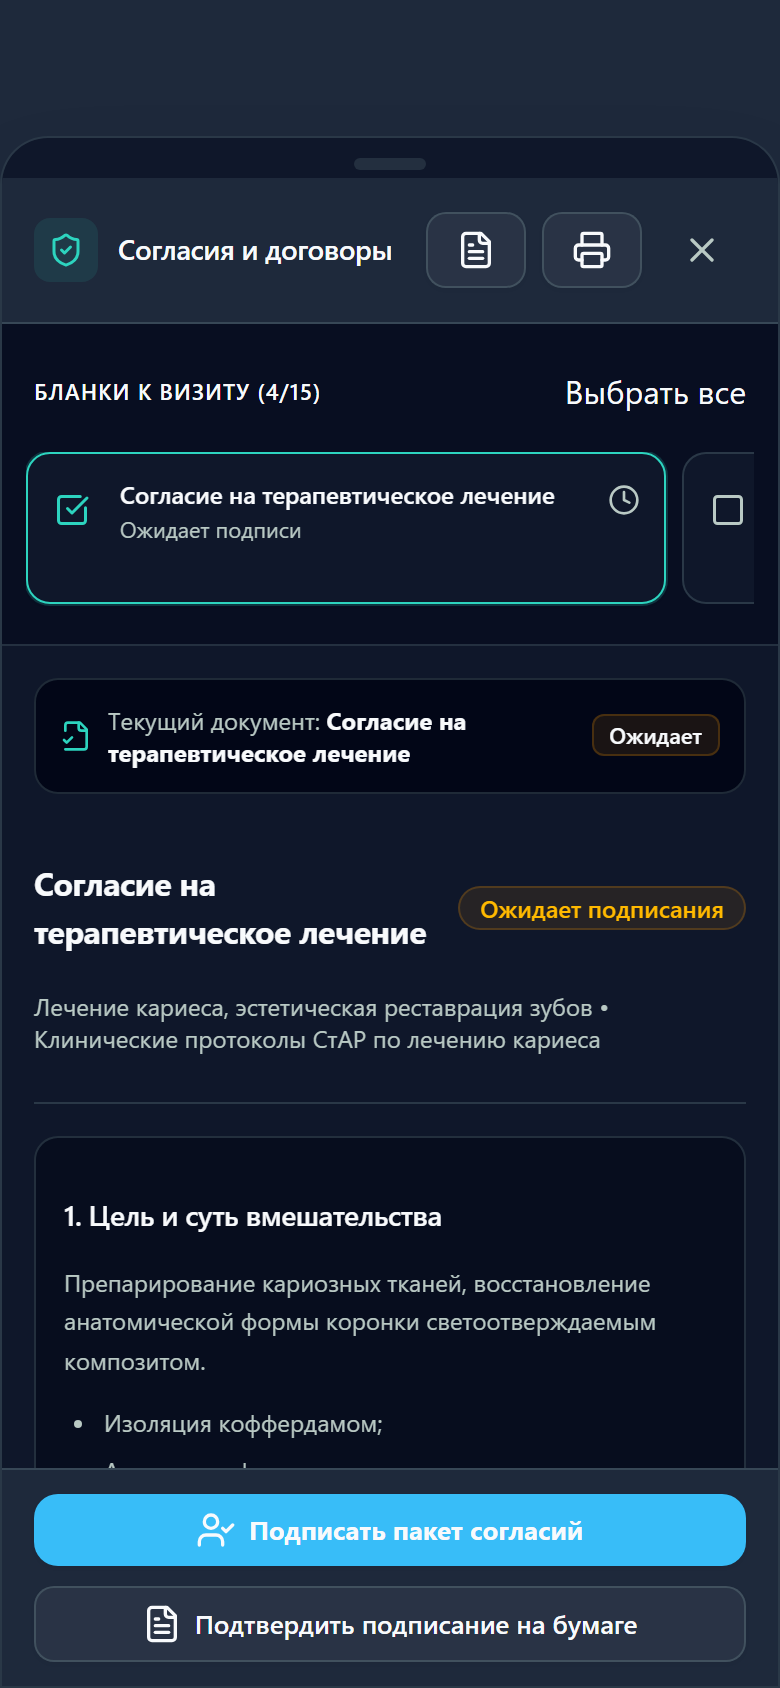 Согласия и договоры
БЛАНКИ К ВИЗИТУ (4/15)
Выбрать все
Согласие на терапевтическое лечение
Ожидает подписи
Текущий документ: Согласие на
терапевтическое лечение
Ожидает
Согласие на
терапевтическое лечение
Ожидает подписания
Лечение кариеса, эстетическая реставрация зубов •
Клинические протоколы СтАР по лечению кариеса
1. Цель и суть вмешательства
Препарирование кариозных тканей, восстановление
анатомической формы коронки светоотверждаемым
композитом.
• Изоляция коффердамом;
Подписать пакет согласий
Подтвердить подписание на бумаге